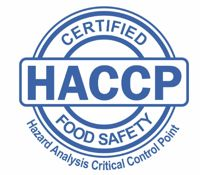 CERTIFIED
HACCP
FOOD SAFETY
Hazard Analysis Critical Control Point